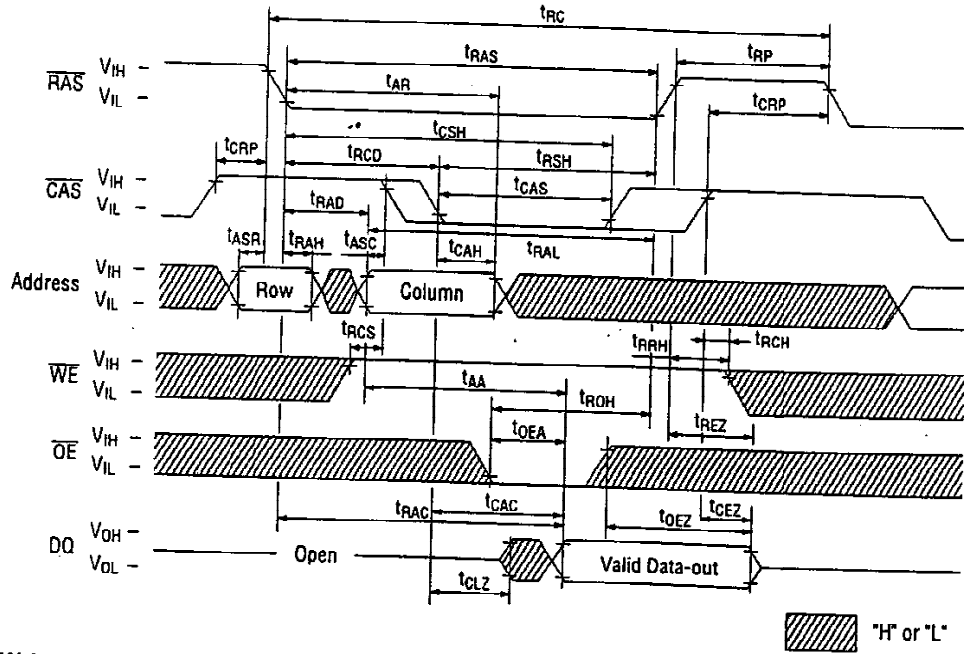 tRC
tRAS
tRP
RAS
VIH
VIL
tAR
tCRP
tCSH
tCRP
tRCD
tRSH
CAS
VIH
VIL
tCAS
tRAD
tRAL
tASR
tRAH
tASC
tCAH
Address
VIH
VIL
Row
Column
tRCS
tRRH
tRCH
WE
VIH
VIL
tAA
tROH
tOEA
tREZ
OE
VIH
VIL
tCAC
tCEZ
tRAC
tOEZ
DQ
VOH
VOL
Open
Valid Data-out
tCLZ
"H" or "L"